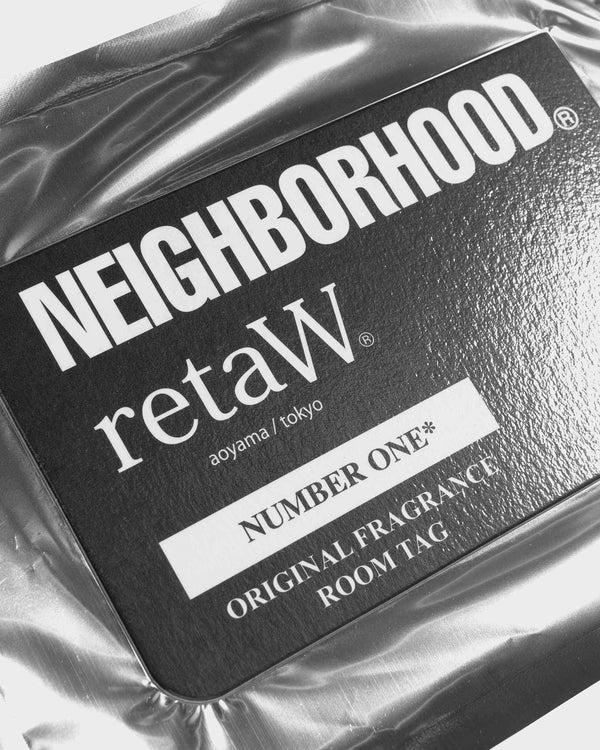 NEIGHBORHOOD®
retaW®
aoyama / tokyo
NUMBER ONE*
ORIGINAL FRAGRANCE
ROOM TAG